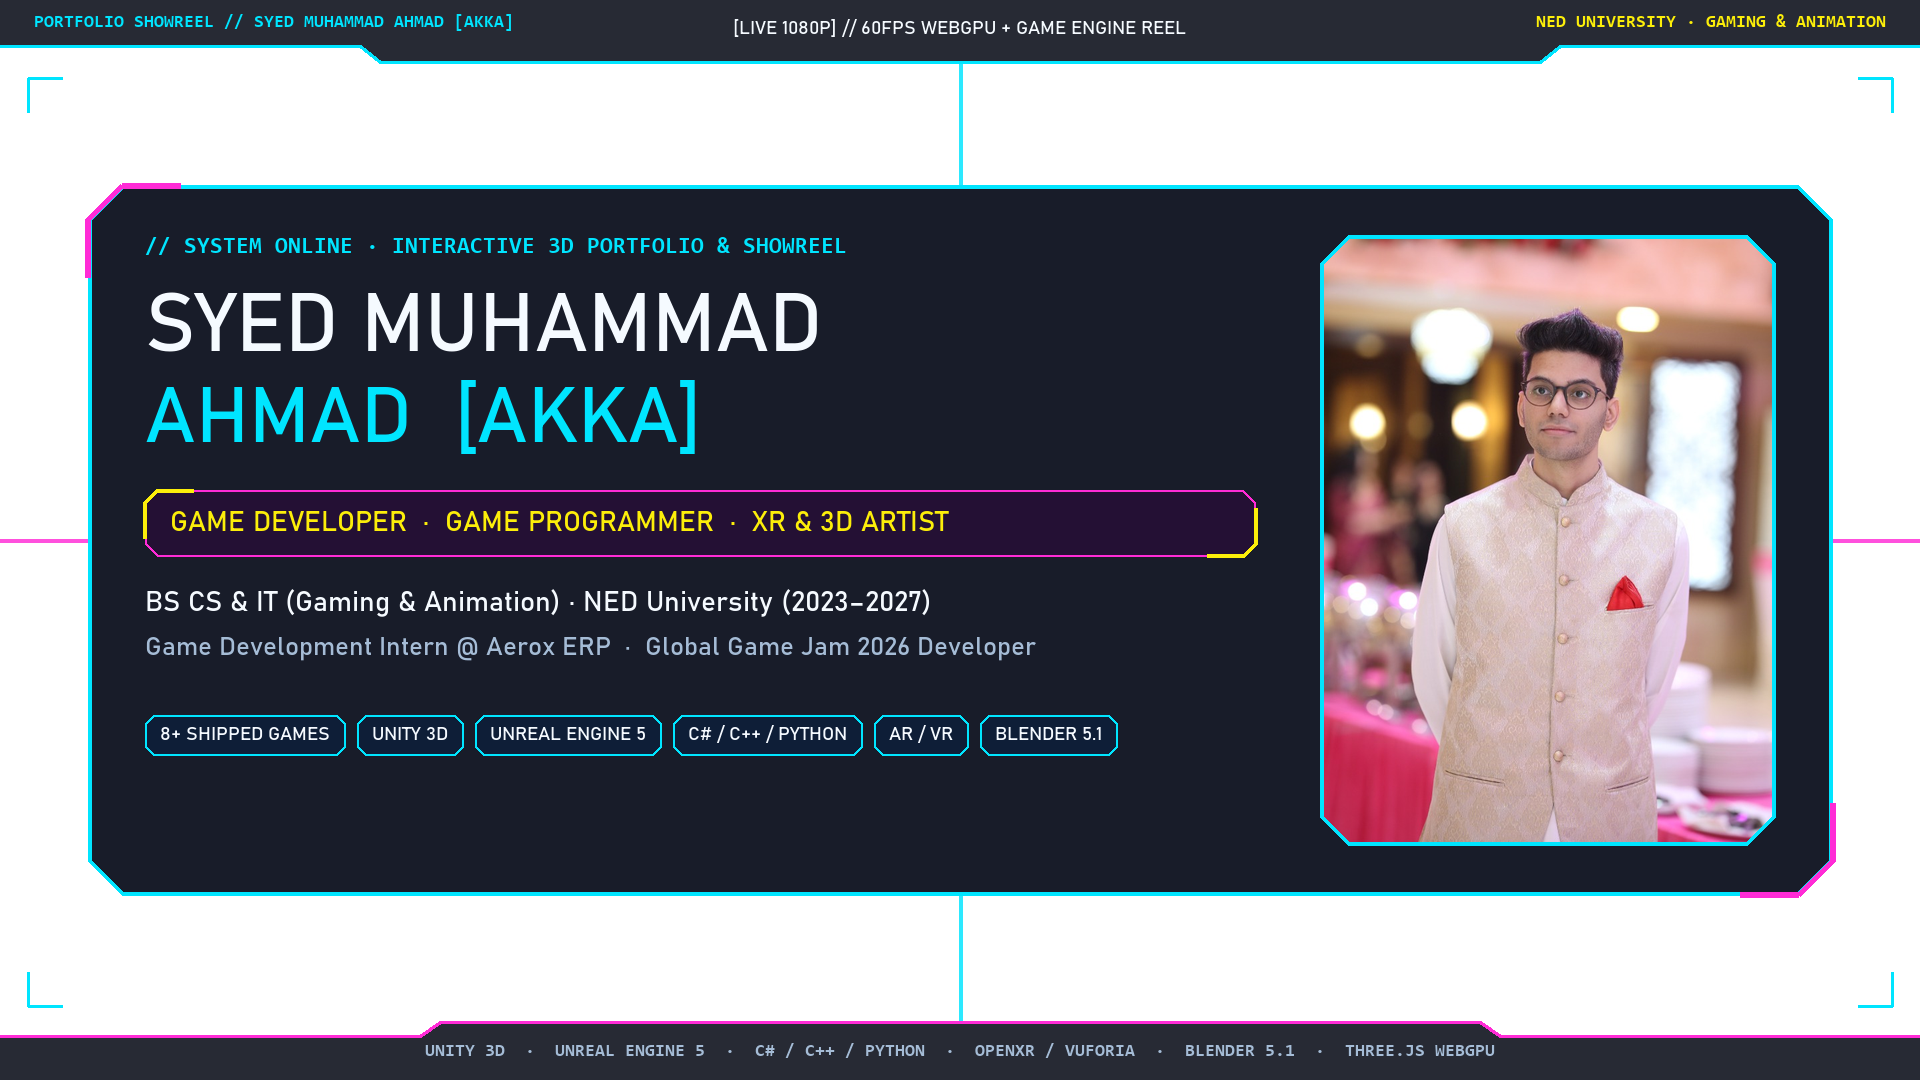 PORTFOLIO SHOWREEL // SYED MUHAMMAD AHMAD [AKKA]
[LIVE 1080P] // 60FPS WEBGPU + GAME ENGINE REEL
NED UNIVERSITY · GAMING & ANIMATION
// SYSTEM ONLINE · INTERACTIVE 3D PORTFOLIO & SHOWREEL
SYED MUHAMMAD
AHMAD [AKKA]
GAME DEVELOPER · GAME PROGRAMMER · XR & 3D ARTIST
BS CS & IT (Gaming & Animation) · NED University (2023–2027)
Game Development Intern @ Aerox ERP · Global Game Jam 2026 Developer
8+ SHIPPED GAMES
UNITY 3D
UNREAL ENGINE 5
C# / C++ / PYTHON
AR / VR
BLENDER 5.1
UNITY 3D · UNREAL ENGINE 5 · C# / C++ / PYTHON · OPENXR / VUFORIA · BLENDER 5.1 · THREE.JS WEBGPU